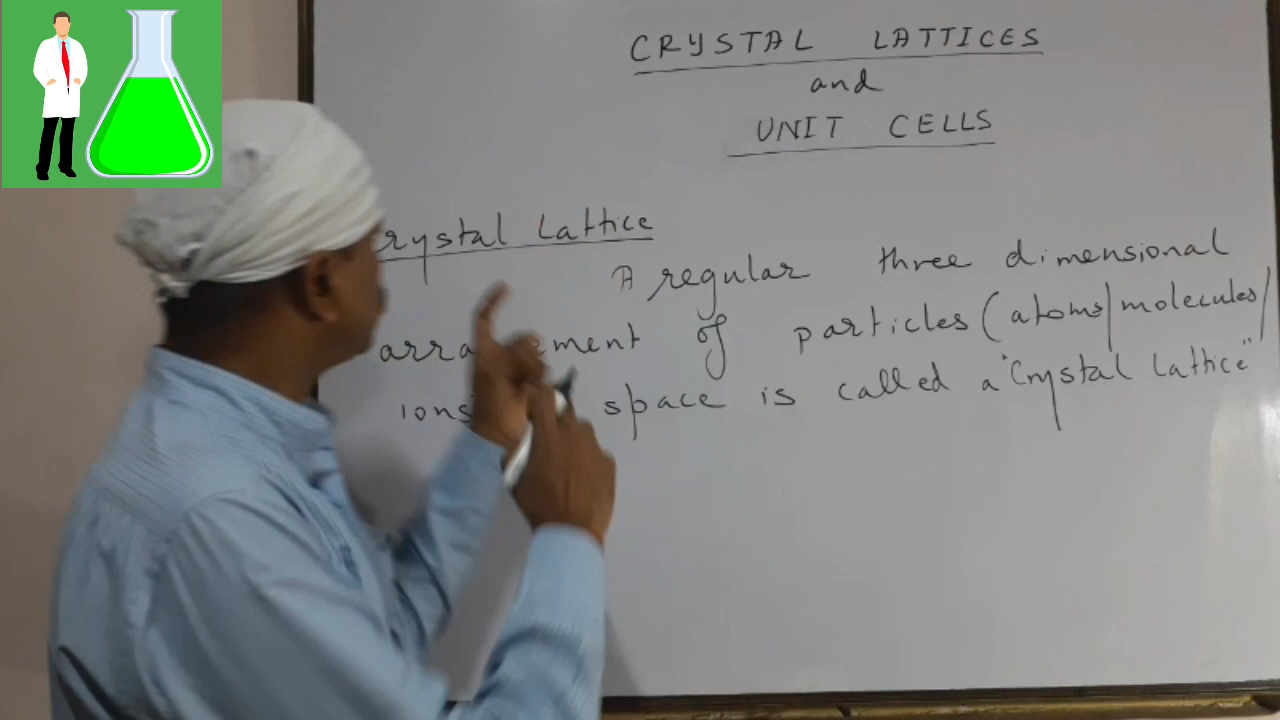 CRYSTAL LATTICES
and
UNIT CELLS
rystal Lattice
A regular three dimensional
arra ement of particles (atoms/molecules/
ions space is called a "Crystal Lattice"